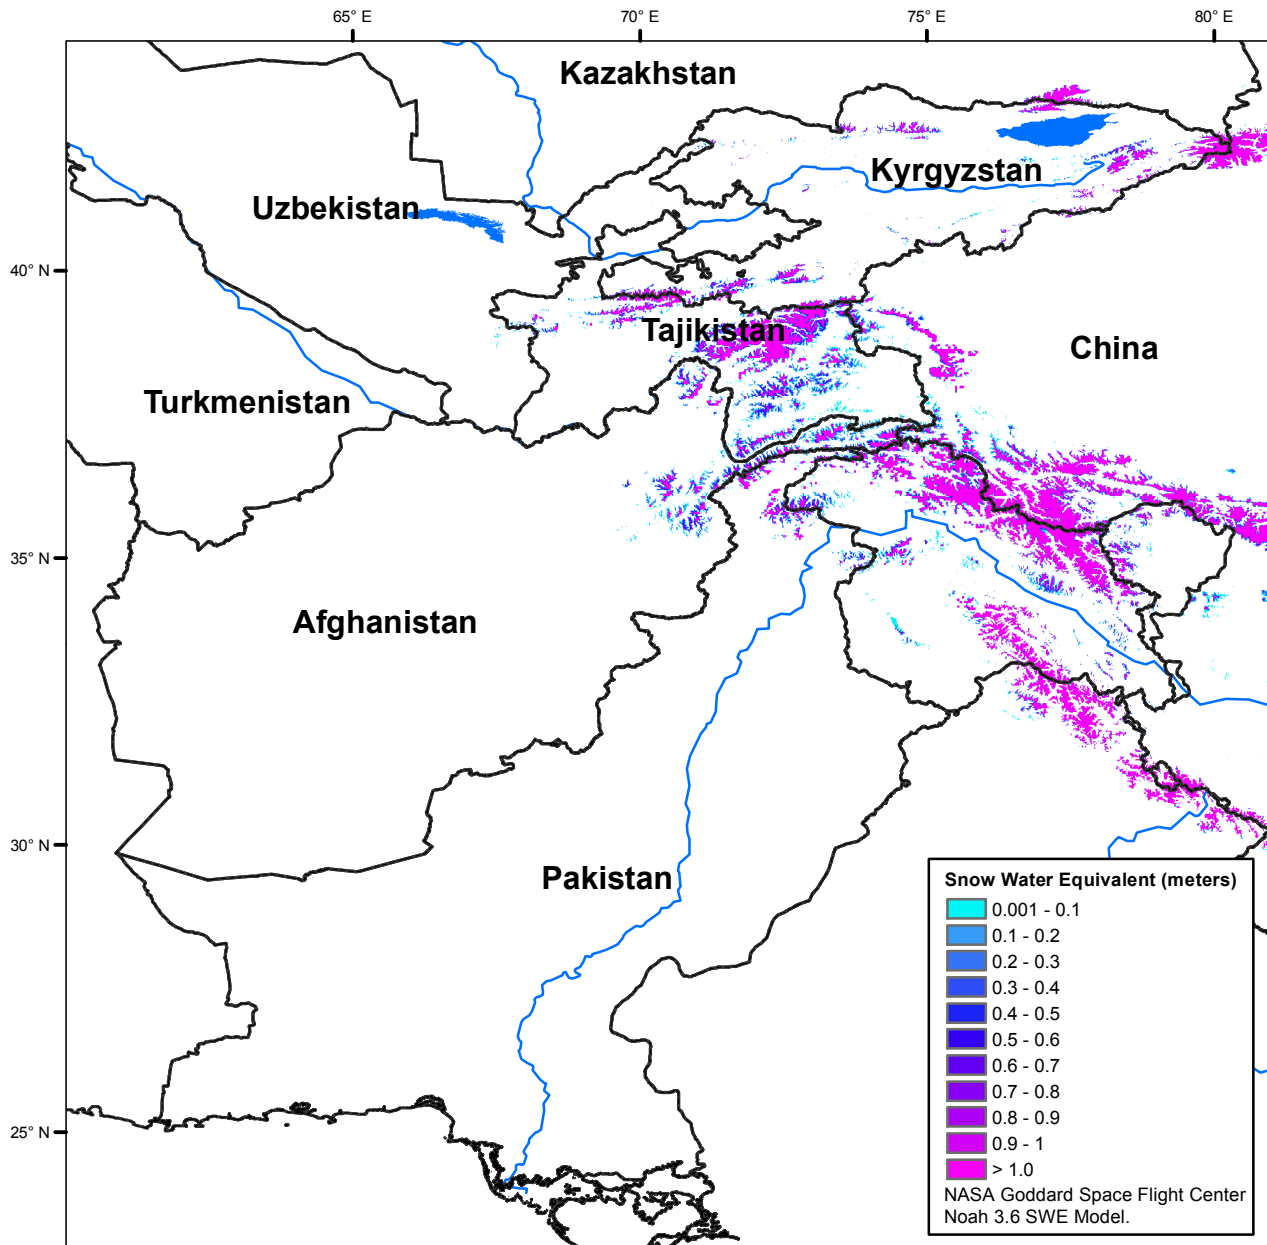 65° E
70° E
75° E
80° E
Kazakhstan
Kyrgyzstan
Uzbekistan
40° N
Tajikistan
China
Turkmenistan
35° N
Afghanistan
30° N
Pakistan
25° N
Snow Water Equivalent (meters)
0.001 - 0.1
0.1 - 0.2
0.2 - 0.3
0.3 - 0.4
0.4 - 0.5
0.5 - 0.6
0.6 - 0.7
0.7 - 0.8
0.8 - 0.9
0.9 - 1
> 1.0
NASA Goddard Space Flight Center
Noah 3.6 SWE Model.